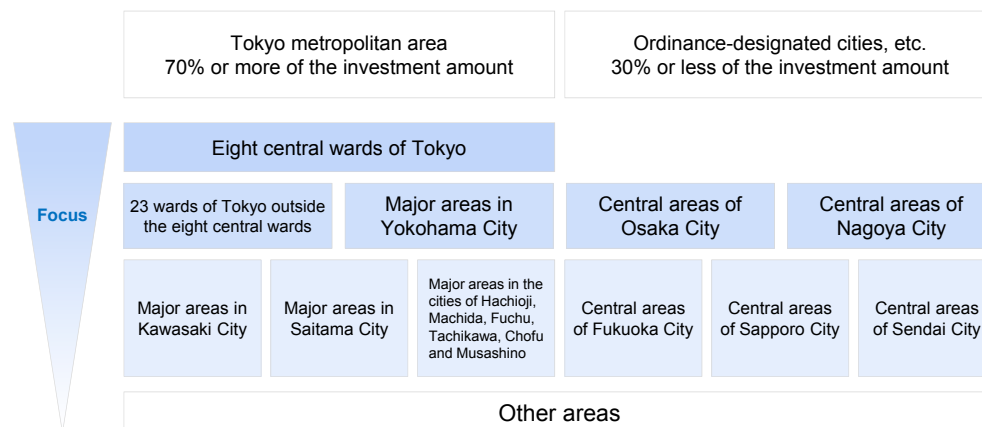 Tokyo metropolitan area
70% or more of the investment amount
Ordinance-designated cities, etc.
30% or less of the investment amount
Focus
Eight central wards of Tokyo
23 wards of Tokyo outside
the eight central wards
Major areas in
Yokohama City
Central areas of
Osaka City
Central areas of
Nagoya City
Major areas in
Kawasaki City
Major areas in
Saitama City
Major areas in the
cities of Hachioji,
Machida, Fuchu,
Tachikawa, Chofu
and Musashino
Central areas
of Fukuoka City
Central areas
of Sapporo City
Central areas
of Sendai City
Other areas